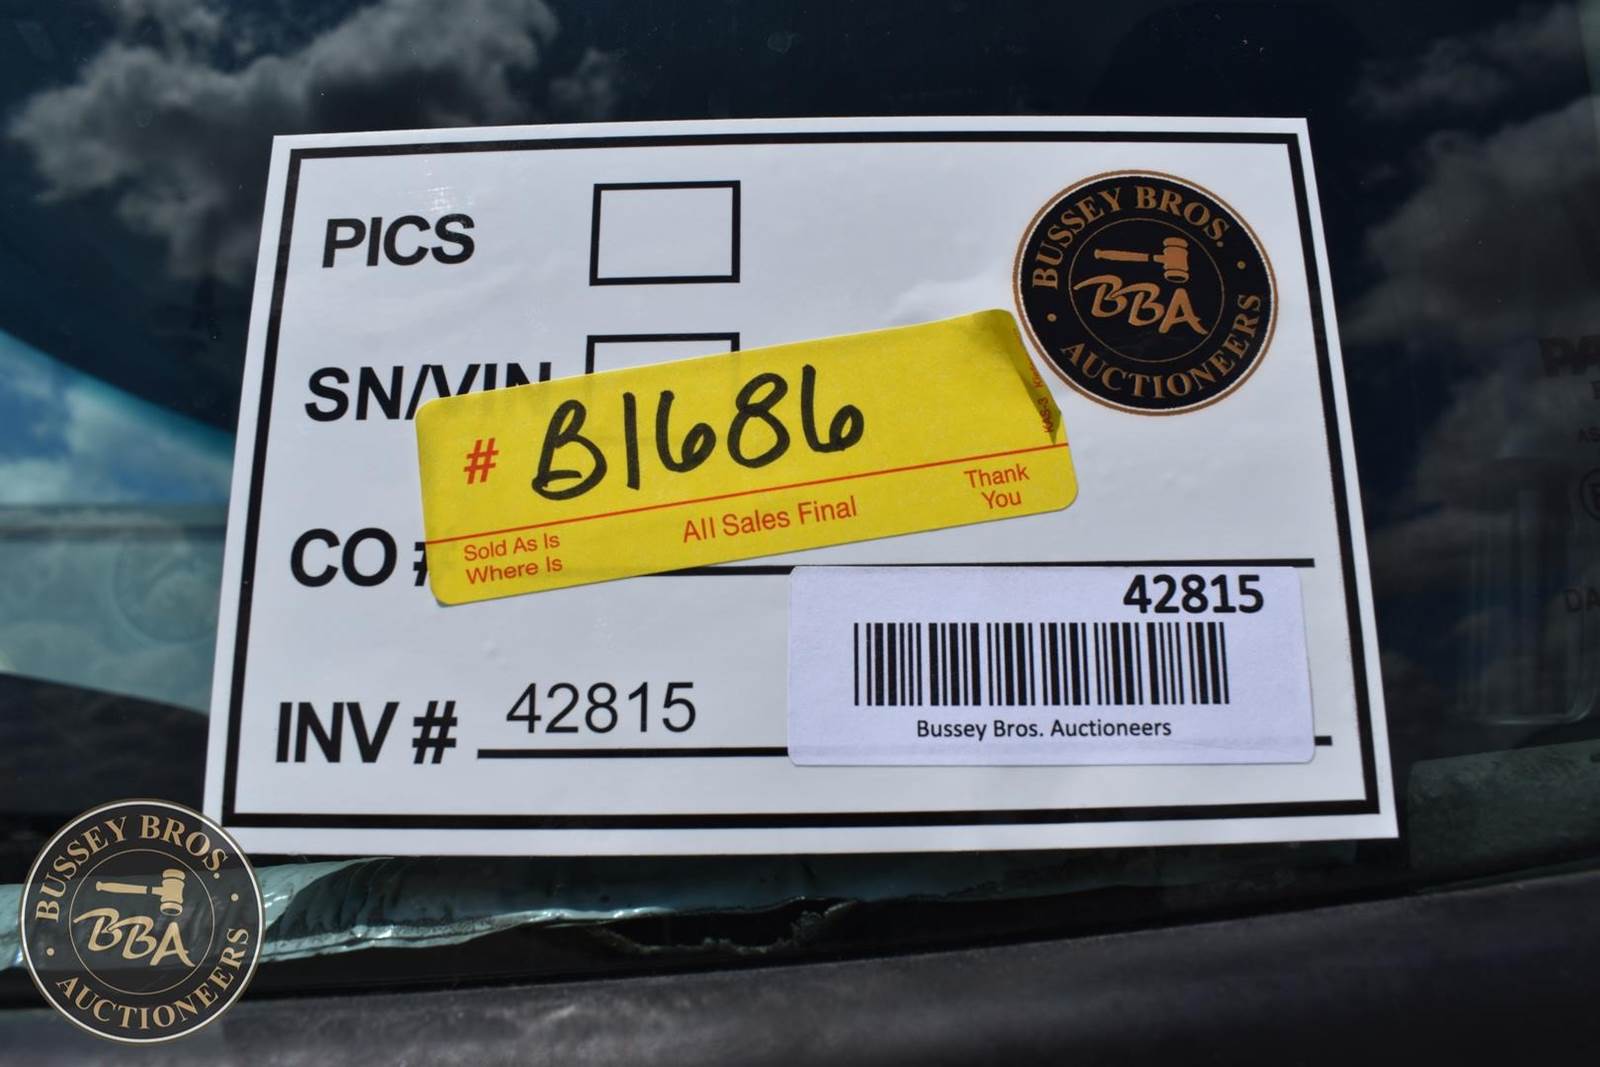 PICS
BUSSEY BROS.
BBA
AUCTIONEERS
SN/VIN
# B1686
Sold As Is
Where Is
All Sales Final
Thank
You
CO #
42815
Bussey Bros. Auctioneers
INV # 42815
BUSSEY BROS.
BBA
AUCTIONEERS